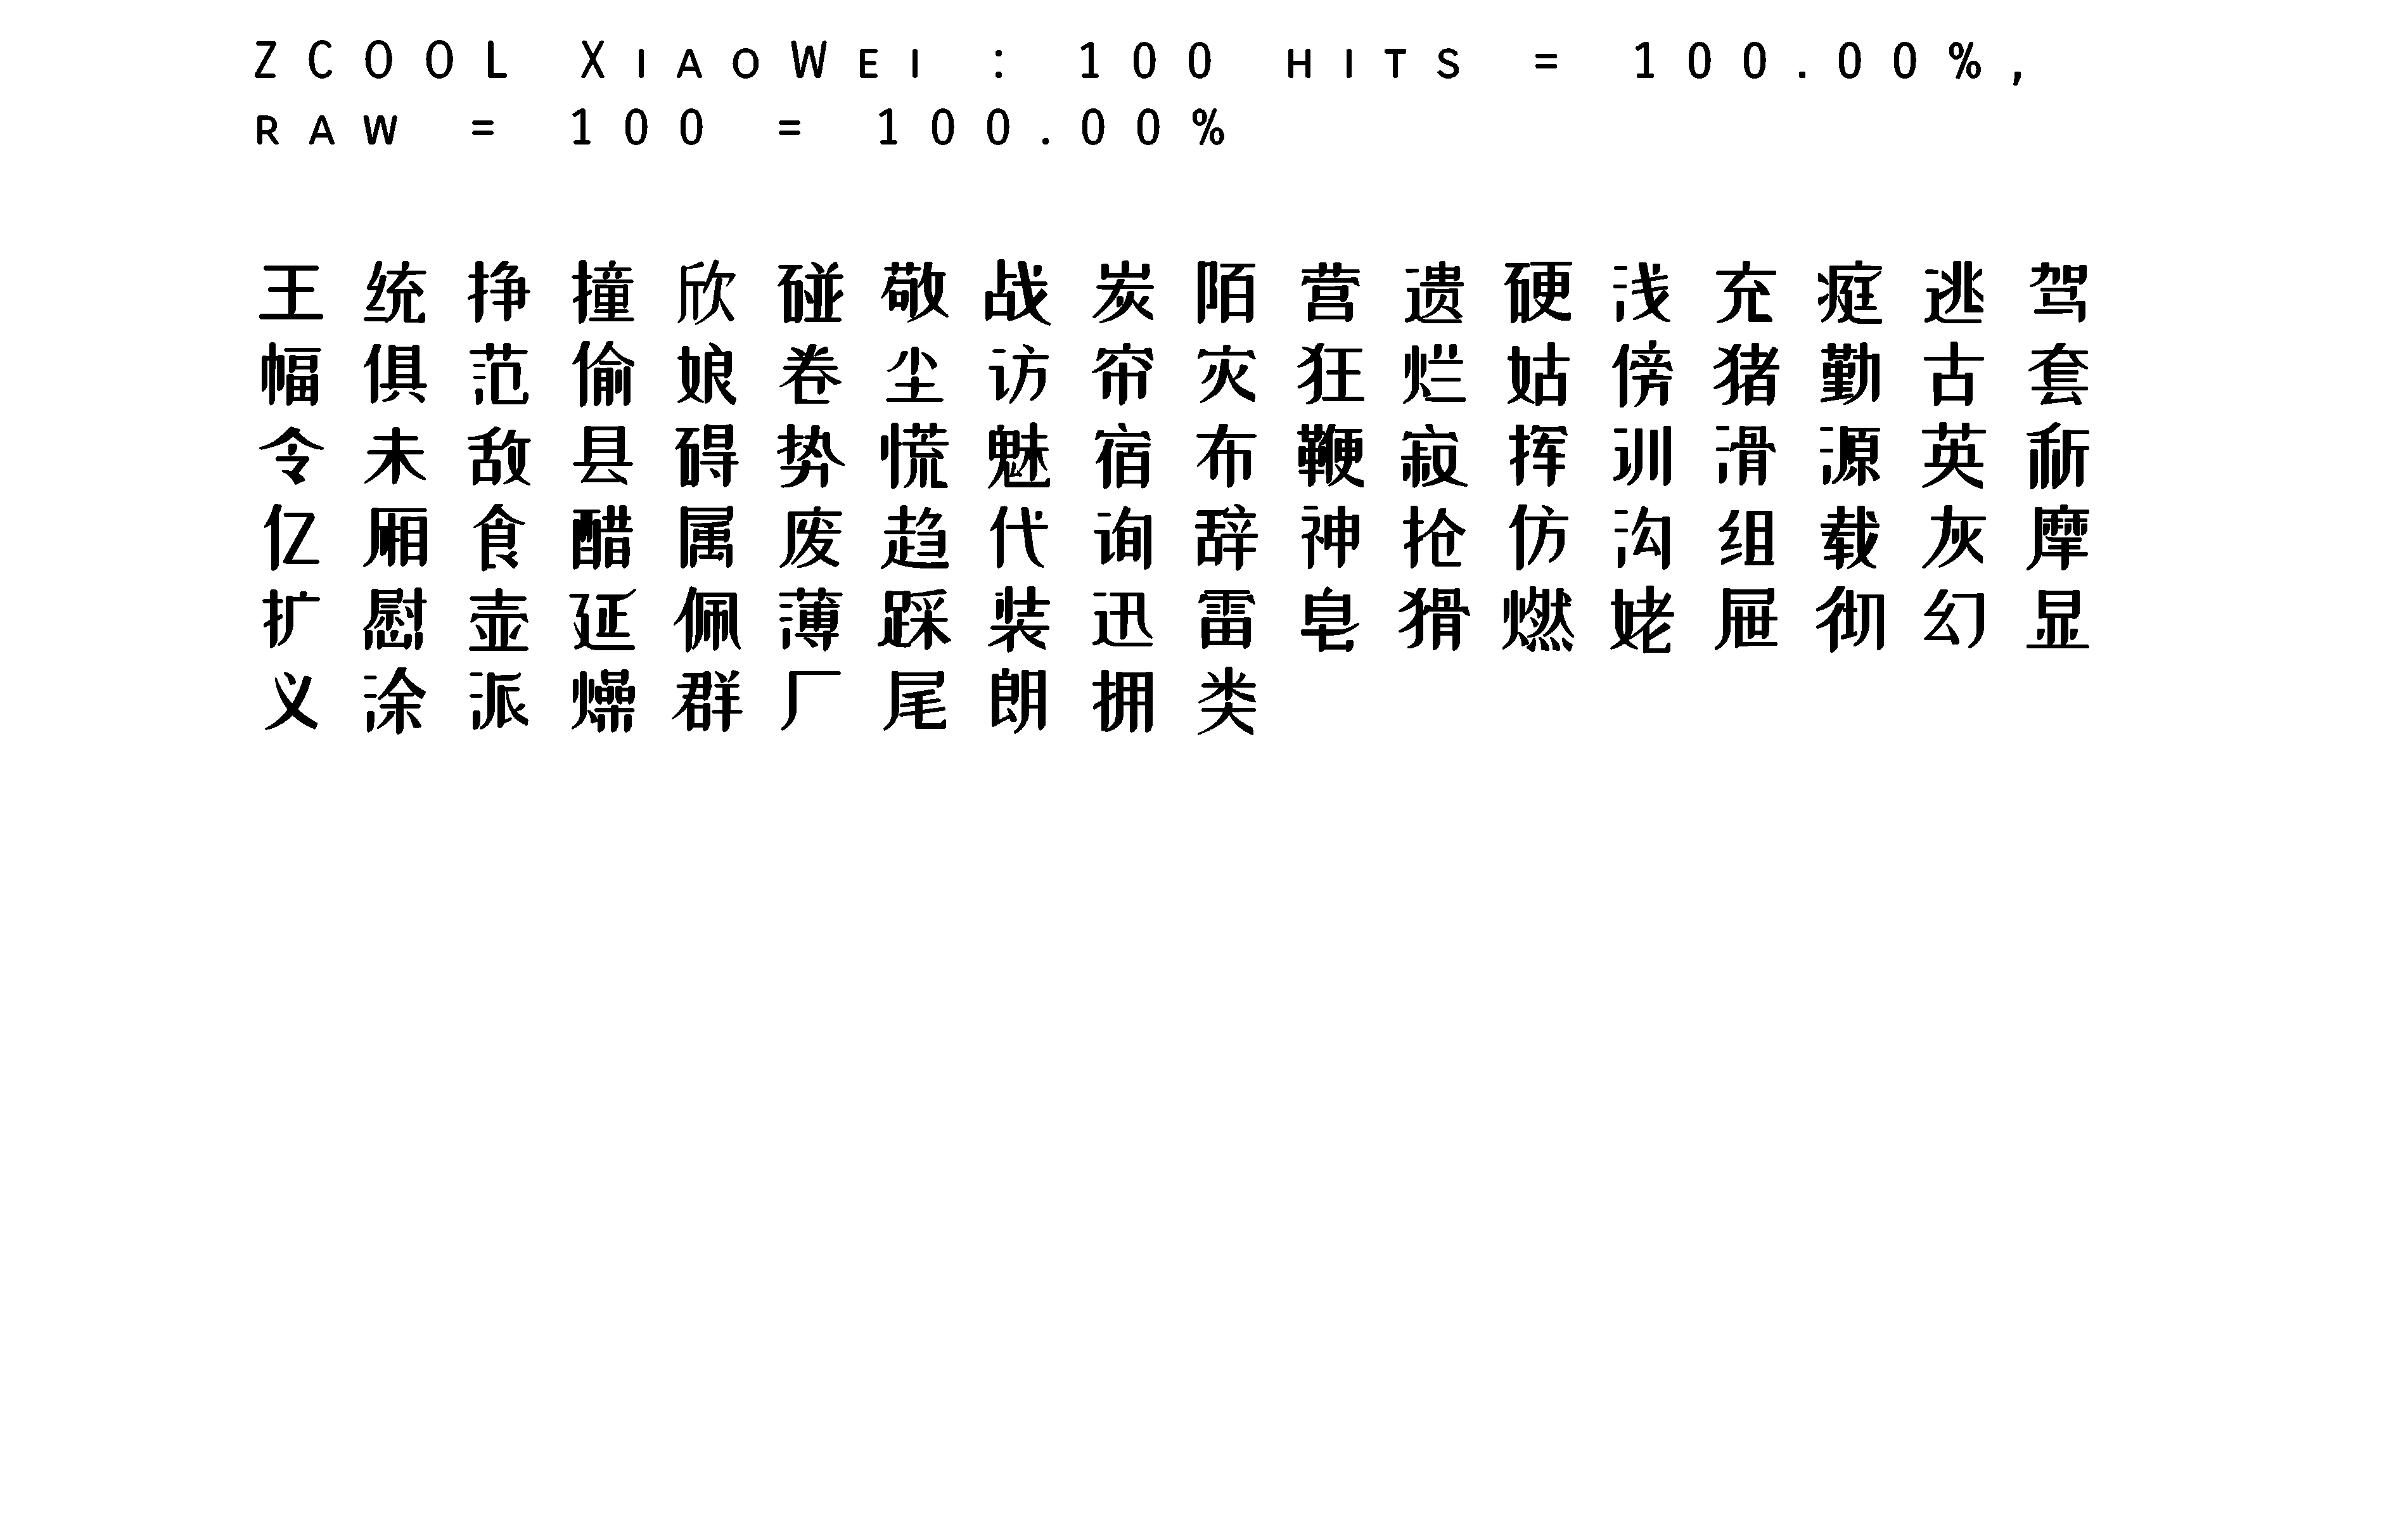 ZCOOL XiaoWei : 100 hits = 100.00%,
raw = 100 = 100.00%
王统挣撞欣碰敬战炭陌营遗硬浅充庭逃驾
幅俱范偷娘卷尘访帘灾狂烂姑傍猪勤古套
令未敌县碍势慌魅宿布鞭寂挥训滑源英祈
亿厢食醋属废趋代询辞神抢仿沟组载灰摩
扩慰壶延佩薄踩装迅雷皂猾燃姥屉彻幻显
义涂派燥群厂尾朗拥类